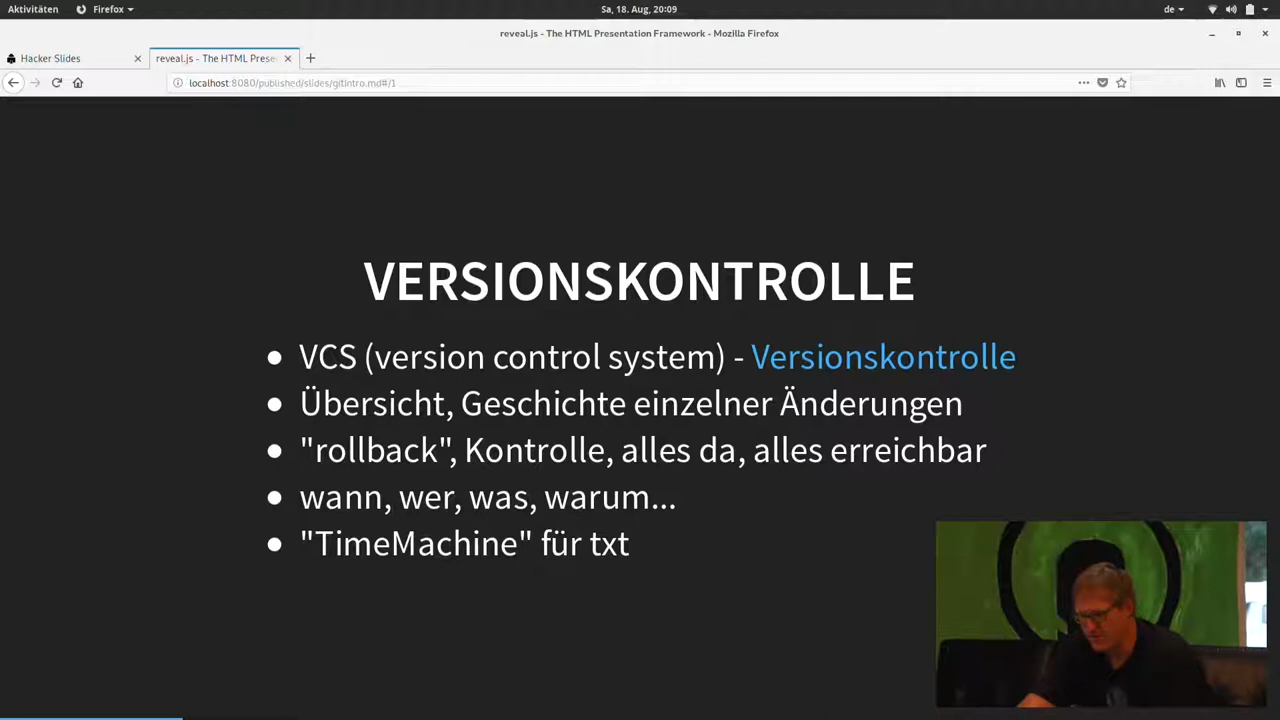 Aktivitäten
Firefox
Sa, 18. Aug, 20:09
de
reveal.js - The HTML Presentation Framework - Mozilla Firefox
Hacker Slides
reveal.js - The HTML Prese
localhost:8080/published/slides/gitintro.md#/1
VERSIONSKONTROLLE
VCS (version control system) - Versionskontrolle
Übersicht, Geschichte einzelner Änderungen
"rollback", Kontrolle, alles da, alles erreichbar
wann, wer, was, warum...
"TimeMachine" für txt